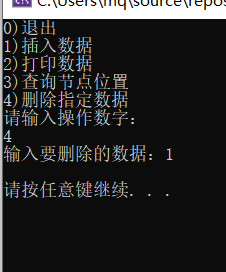 C:\Users\mq\source\repos
0)退出
1)插入数据
2)打印数据
3)查询节点位置
4)删除指定数据
请输入操作数字:
4
输入要删除的数据: 1
请按任意键继续. . .